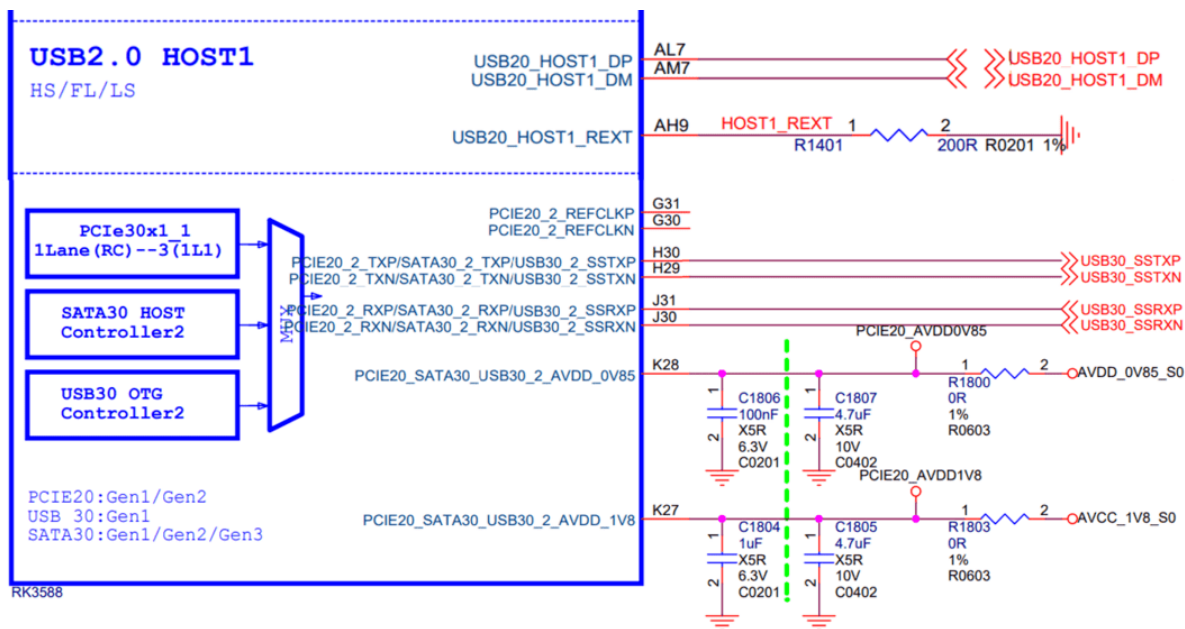 USB2.0 HOST1
HS/FL/LS
USB20_HOST1_DP
USB20_HOST1_DM
AL7
AM7
USB20_HOST1_DP
USB20_HOST1_DM
USB20_HOST1_REXT
AH9
HOST1_REXT
1
2
R1401
200R R0201 1%
PCIe30x1_1
1Lane(RC)--3(1L1)
SATA30 HOST
Controller2
USB30 OTG
Controller2
MUX
PCIE20_2_REFCLKP
PCIE20_2_REFCLKN
G31
G30
PCIE20_2_TXP/SATA30_2_TXP/USB30_2_SSTXP
PCIE20_2_TXN/SATA30_2_TXN/USB30_2_SSTXN
H30
H29
USB30_SSTXP
USB30_SSTXN
PCIE20_2_RXP/SATA30_2_RXP/USB30_2_SSRXP
PCIE20_2_RXN/SATA30_2_RXN/USB30_2_SSRXN
J31
J30
USB30_SSRXP
USB30_SSRXN
PCIE20_AVDD0V85
PCIE20_SATA30_USB30_2_AVDD_0V85
K28
1
2
C1806
100nF
X5R
6.3V
C0201
1
2
C1807
4.7uF
X5R
10V
C0402
1
2
R1800
0R
1%
R0603
AVDD_0V85_S0
PCIE20_AVDD1V8
PCIE20:Gen1/Gen2
USB 30:Gen1
SATA30:Gen1/Gen2/Gen3
PCIE20_SATA30_USB30_2_AVDD_1V8
K27
1
2
C1804
1uF
X5R
6.3V
C0201
1
2
C1805
4.7uF
X5R
10V
C0402
1
2
R1803
0R
1%
R0603
AVCC_1V8_S0
RK3588